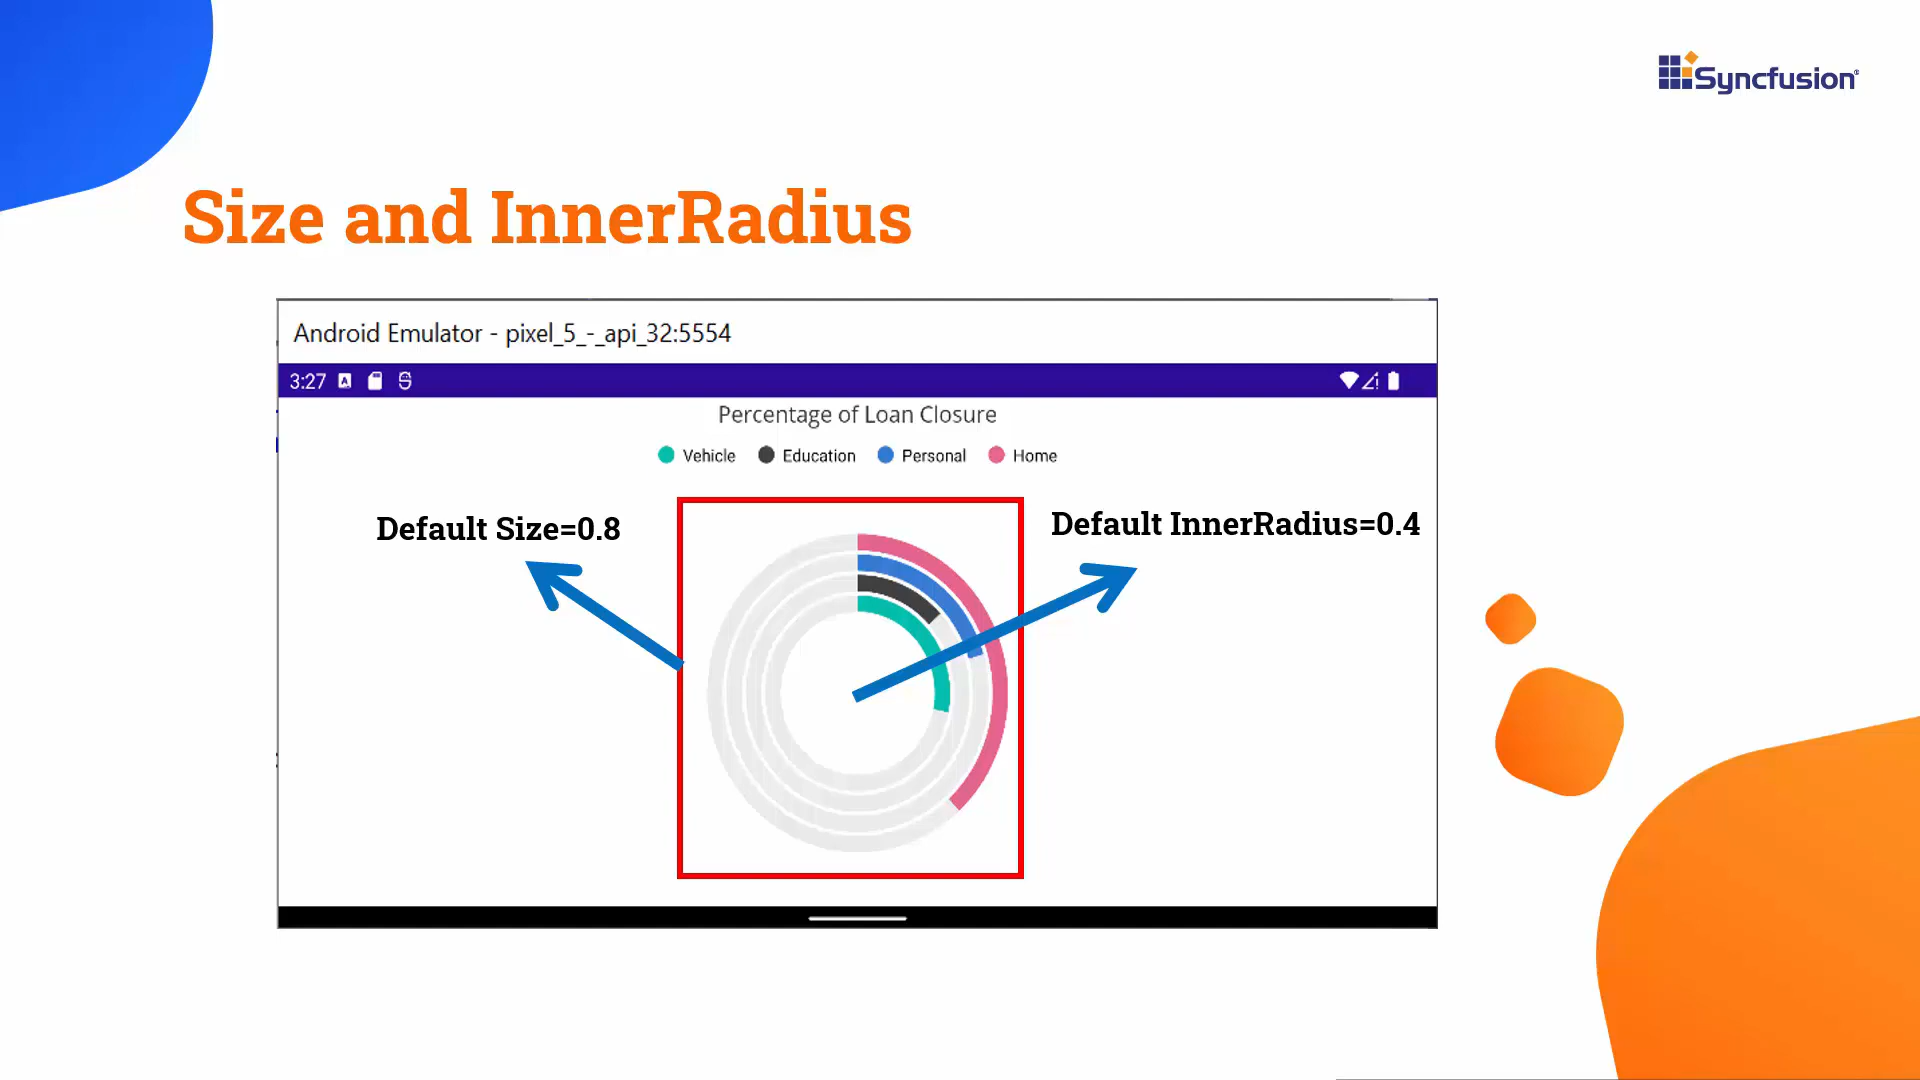 Syncfusion®
Size and InnerRadius
Android Emulator - pixel_5_-_api_32:5554
3:27
Percentage of Loan Closure
Vehicle Education Personal Home
Default Size=0.8
Default InnerRadius=0.4